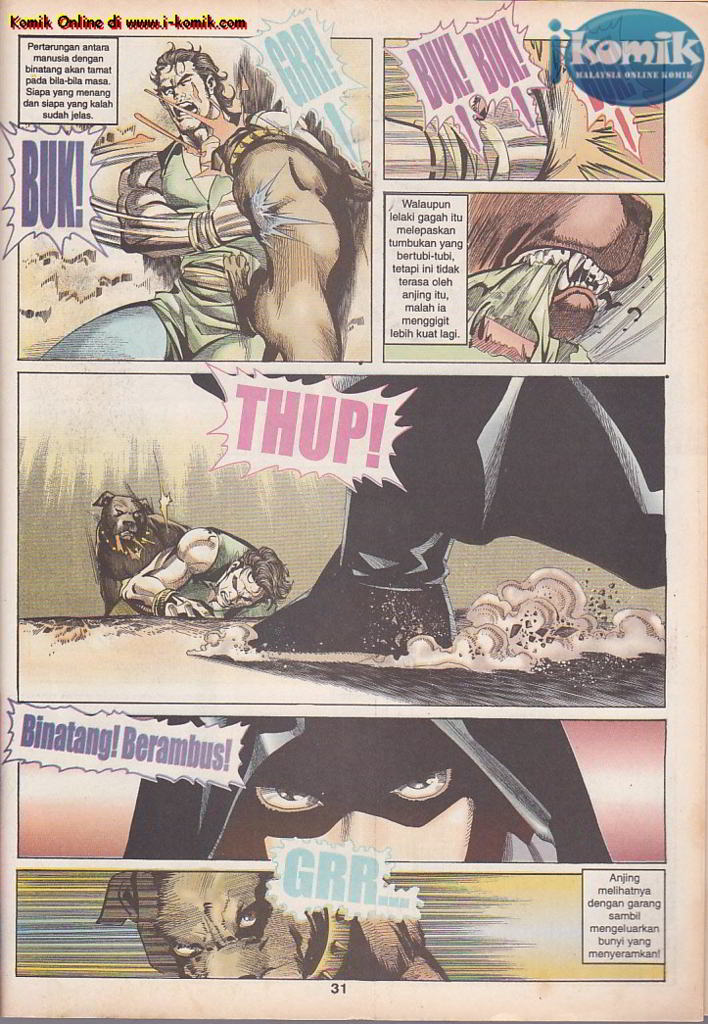 Komik Online di www.i-komik.com
ikomik
MALAYSIA ONLINE KOMIK
Pertarungan antara
manusia dengan
binatang akan tamat
pada bila-bila masa.
Siapa yang menang
dan siapa yang kalah
sudah jelas.
GRR!
BUK!
BUK! BUK!
Walaupun
lelaki gagah itu
melepaskan
tumbukan yang
bertubi-tubi,
tetapi ini tidak
terasa oleh
anjing itu,
malah ia
menggigit
lebih kuat lagi.
THUP!
Binatang! Berambus!
GRR....
Anjing
melihatnya
dengan garang
sambil
mengeluarkan
bunyi yang
menyeramkan!
31